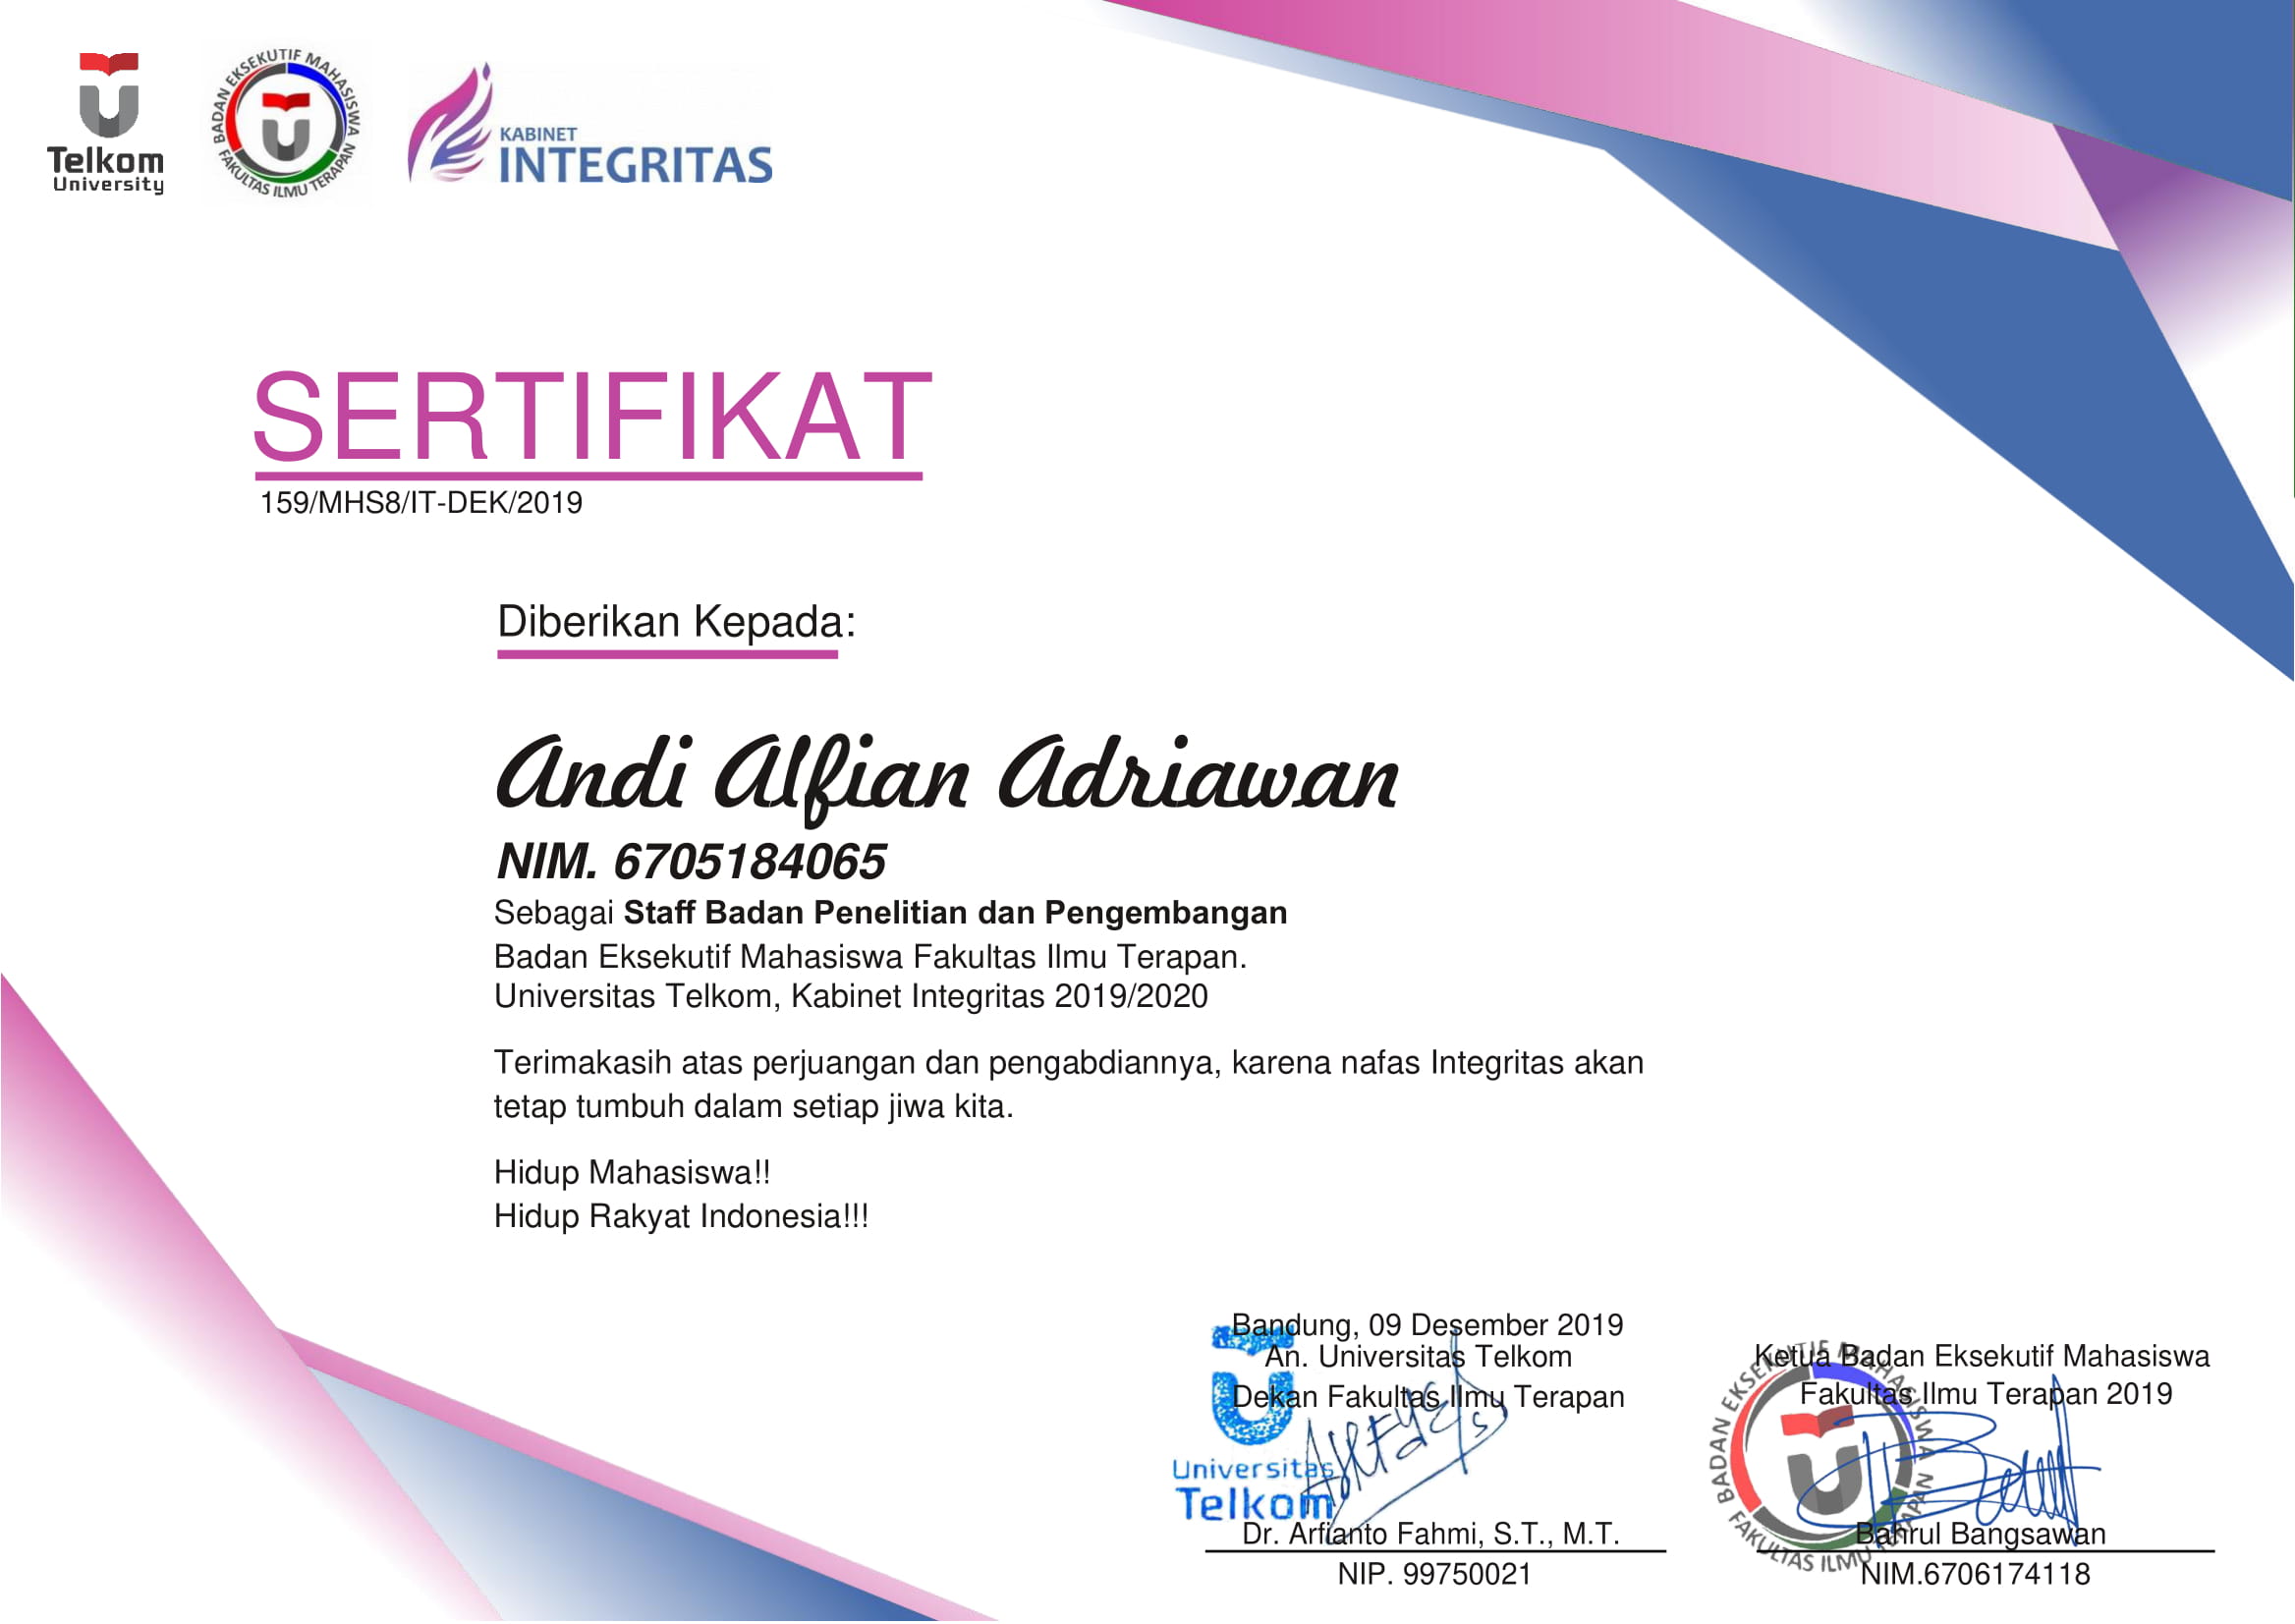 Telkom
University
BADAN EKSEKUTIF MAHASISWA
FAKULTAS ILMU TERAPAN
KABINET
INTEGRITAS
SERTIFIKAT
159/MHS8/IT-DEK/2019
Diberikan Kepada:
Andi Alfian Adriawan
NIM. 6705184065
Sebagai Staff Badan Penelitian dan Pengembangan
Badan Eksekutif Mahasiswa Fakultas Ilmu Terapan.
Universitas Telkom, Kabinet Integritas 2019/2020
Terimakasih atas perjuangan dan pengabdiannya, karena nafas Integritas akan
tetap tumbuh dalam setiap jiwa kita.
Hidup Mahasiswa!!
Hidup Rakyat Indonesia!!!
Bandung, 09 Desember 2019
An. Universitas Telkom
Dekan Fakultas Ilmu Terapan
Universitas
Telkom
Dr. Arfianto Fahmi, S.T., M.T.
NIP. 99750021
Ketua Badan Eksekutif Mahasiswa
Fakultas Ilmu Terapan 2019
BADAN EKSEKUTIF MAHASISWA
FAKULTAS ILMU TERAPAN
Bahrul Bangsawan
NIM.6706174118